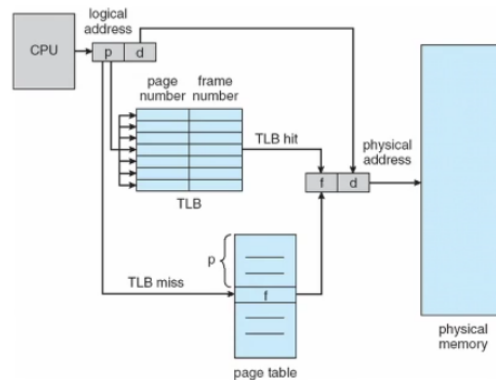 logical
address
CPU
p d
page
number
frame
number
TLB hit
physical
address
f d
TLB
p
TLB miss
f
page table
physical
memory